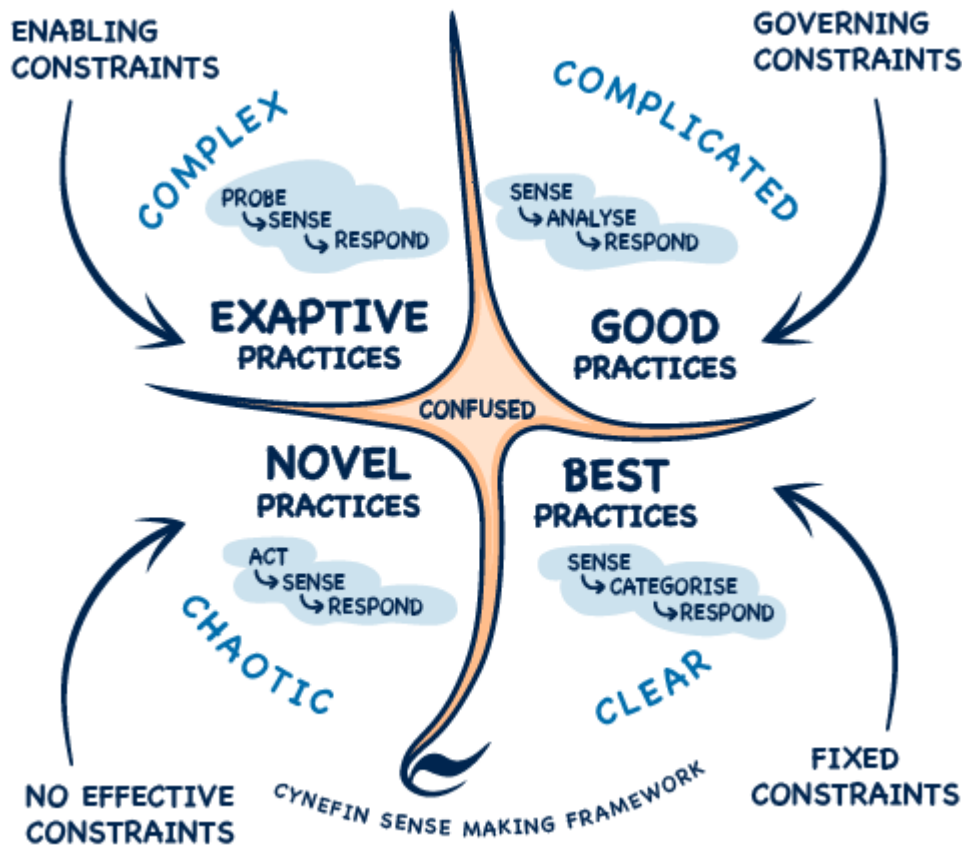 ENABLING
CONSTRAINTS
GOVERNING
CONSTRAINTS
COMPLEX
COMPLICATED
PROBE
↳SENSE
↳RESPOND
SENSE
↳ANALYSE
↳RESPOND
EXAPTIVE
PRACTICES
GOOD
PRACTICES
CONFUSED
NOVEL
PRACTICES
BEST
PRACTICES
ACT
↳SENSE
↳RESPOND
SENSE
↳CATEGORISE
↳RESPOND
CHAOTIC
CLEAR
NO EFFECTIVE
CONSTRAINTS
FIXED
CONSTRAINTS
CYNEFIN SENSE MAKING FRAMEWORK